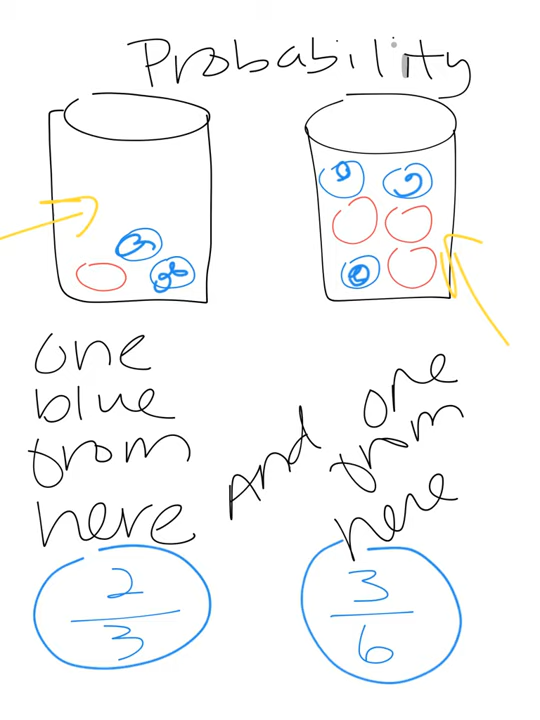 Probability
one
blue
from
here
And
one
from
here
2
3
3
6